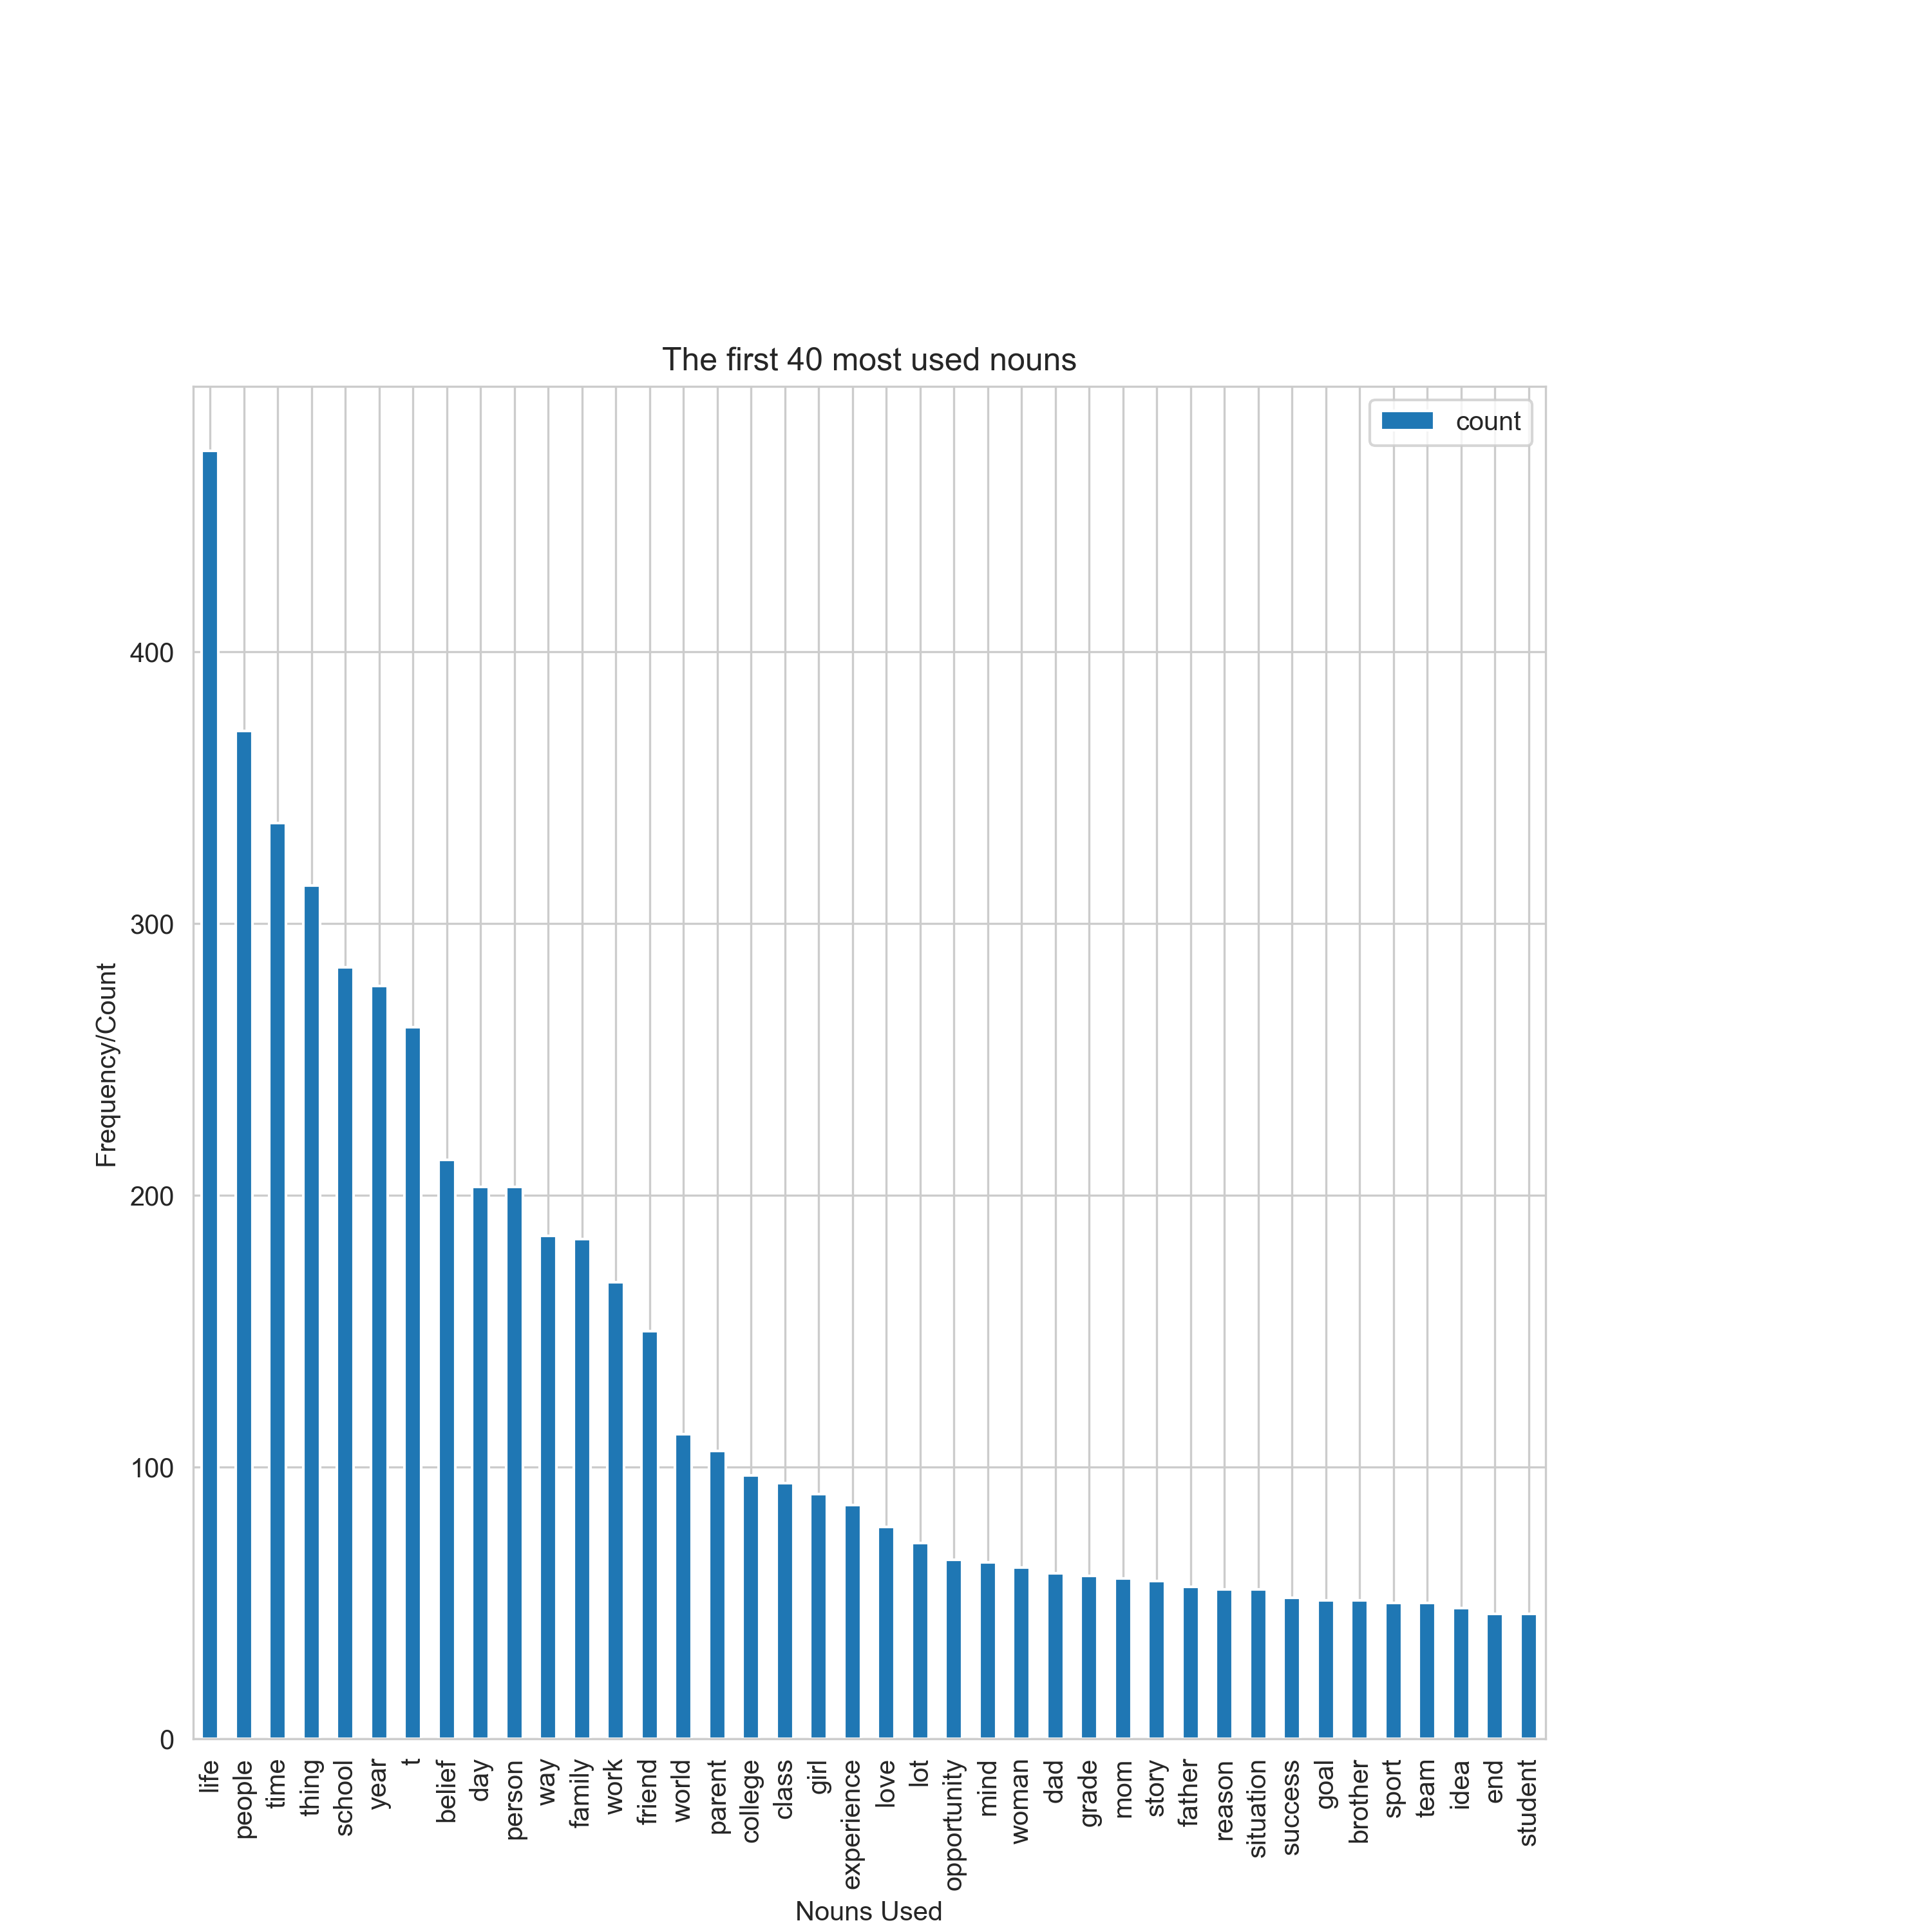 The first 40 most used nouns
count
Frequency/Count
400
300
200
100
0
life
people
time
thing
school
year
t
belief
day
person
way
family
work
friend
world
parent
college
class
girl
experience
love
lot
opportunity
mind
woman
dad
grade
mom
story
father
reason
situation
success
goal
brother
sport
team
idea
end
student
Nouns Used